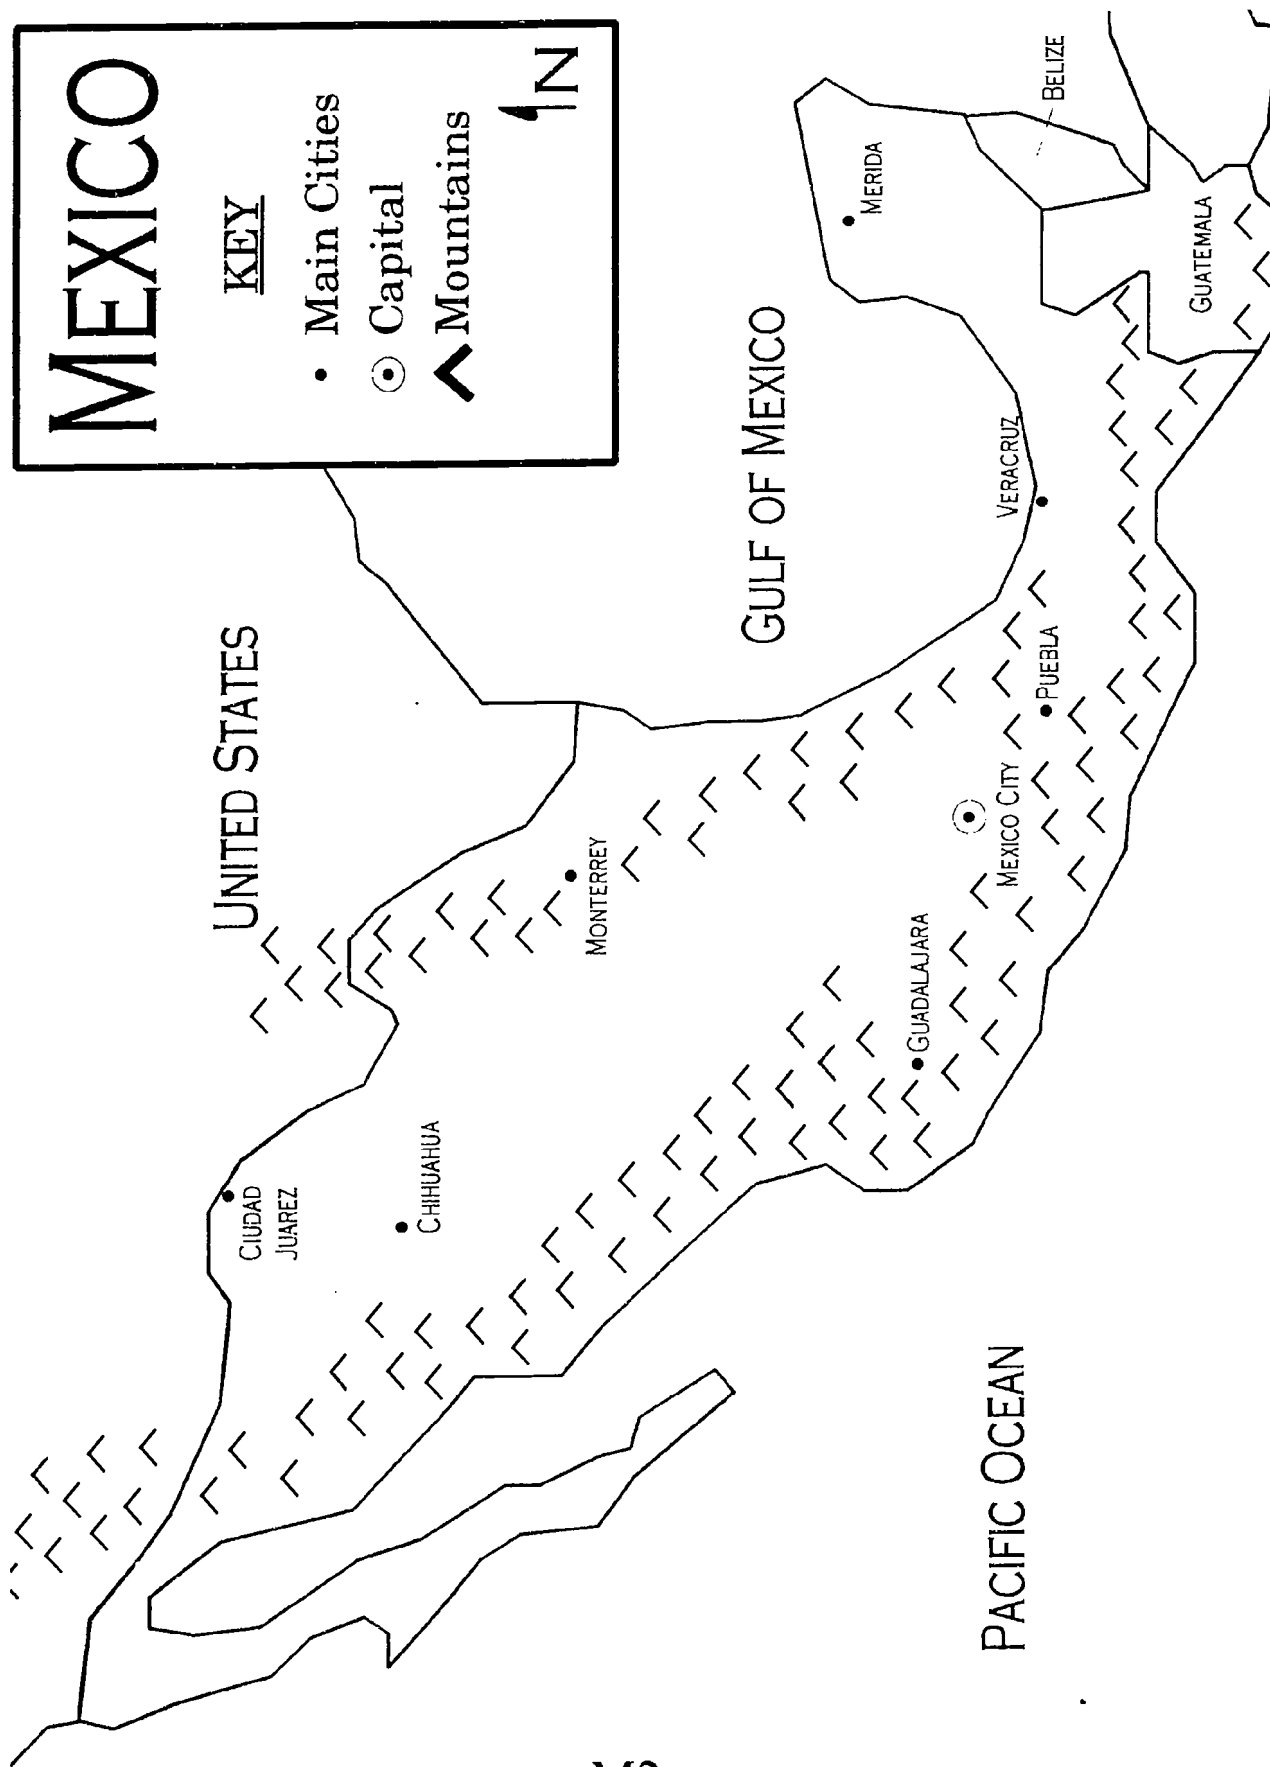 MEXICO
KEY
Main Cities
Capital
Mountains
N
UNITED STATES
CIUDAD
JUAREZ
CHIHUAHUA
MONTERREY
GULF OF MEXICO
MERIDA
BELIZE
GUADALAJARA
MEXICO CITY
PUEBLA
VERACRUZ
GUATEMALA
PACIFIC OCEAN